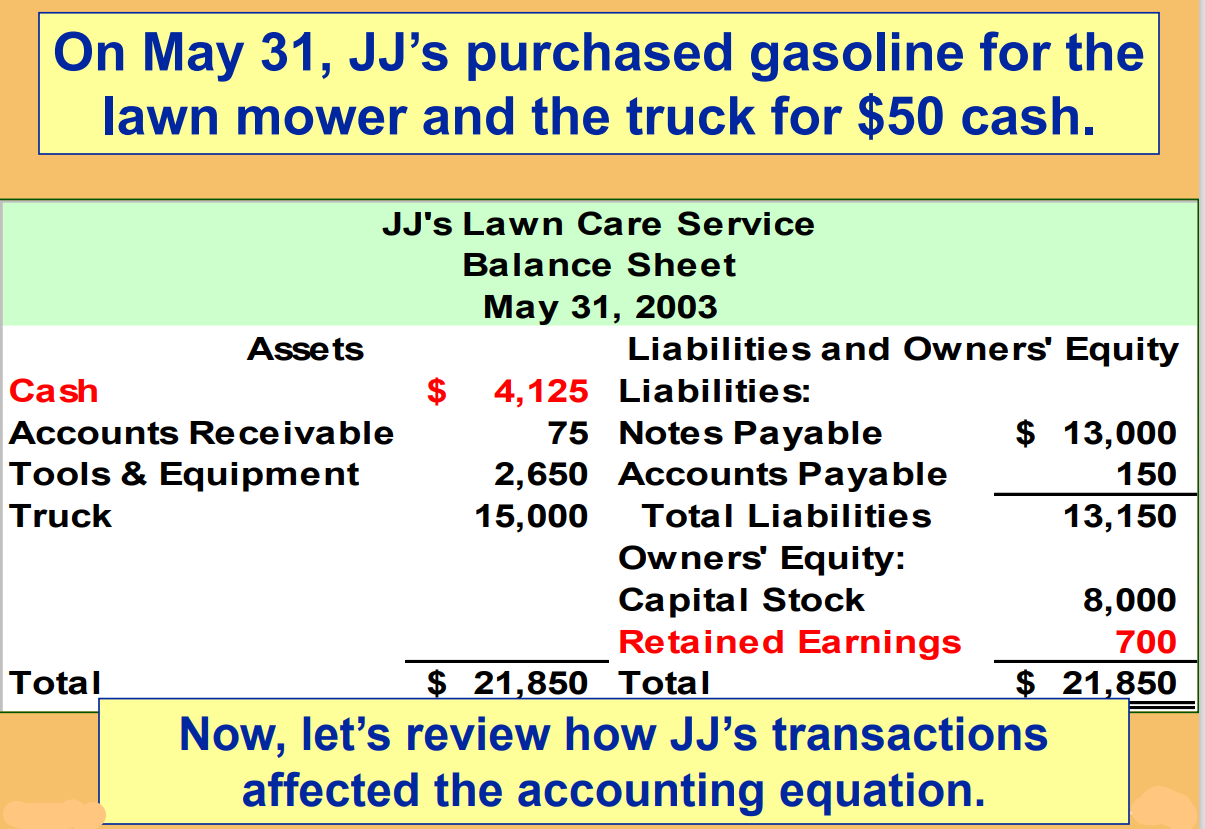 On May 31, JJ’s purchased gasoline for the
lawn mower and the truck for $50 cash.
JJ's Lawn Care Service
Balance Sheet
May 31, 2003
Assets Liabilities and Owners' Equity
Cash $ 4,125 Liabilities:
Accounts Receivable 75 Notes Payable $ 13,000
Tools & Equipment 2,650 Accounts Payable 150
Truck 15,000 Total Liabilities 13,150
Owners' Equity:
Capital Stock 8,000
Retained Earnings 700
Total $ 21,850 Total $ 21,850
Now, let’s review how JJ’s transactions
affected the accounting equation.